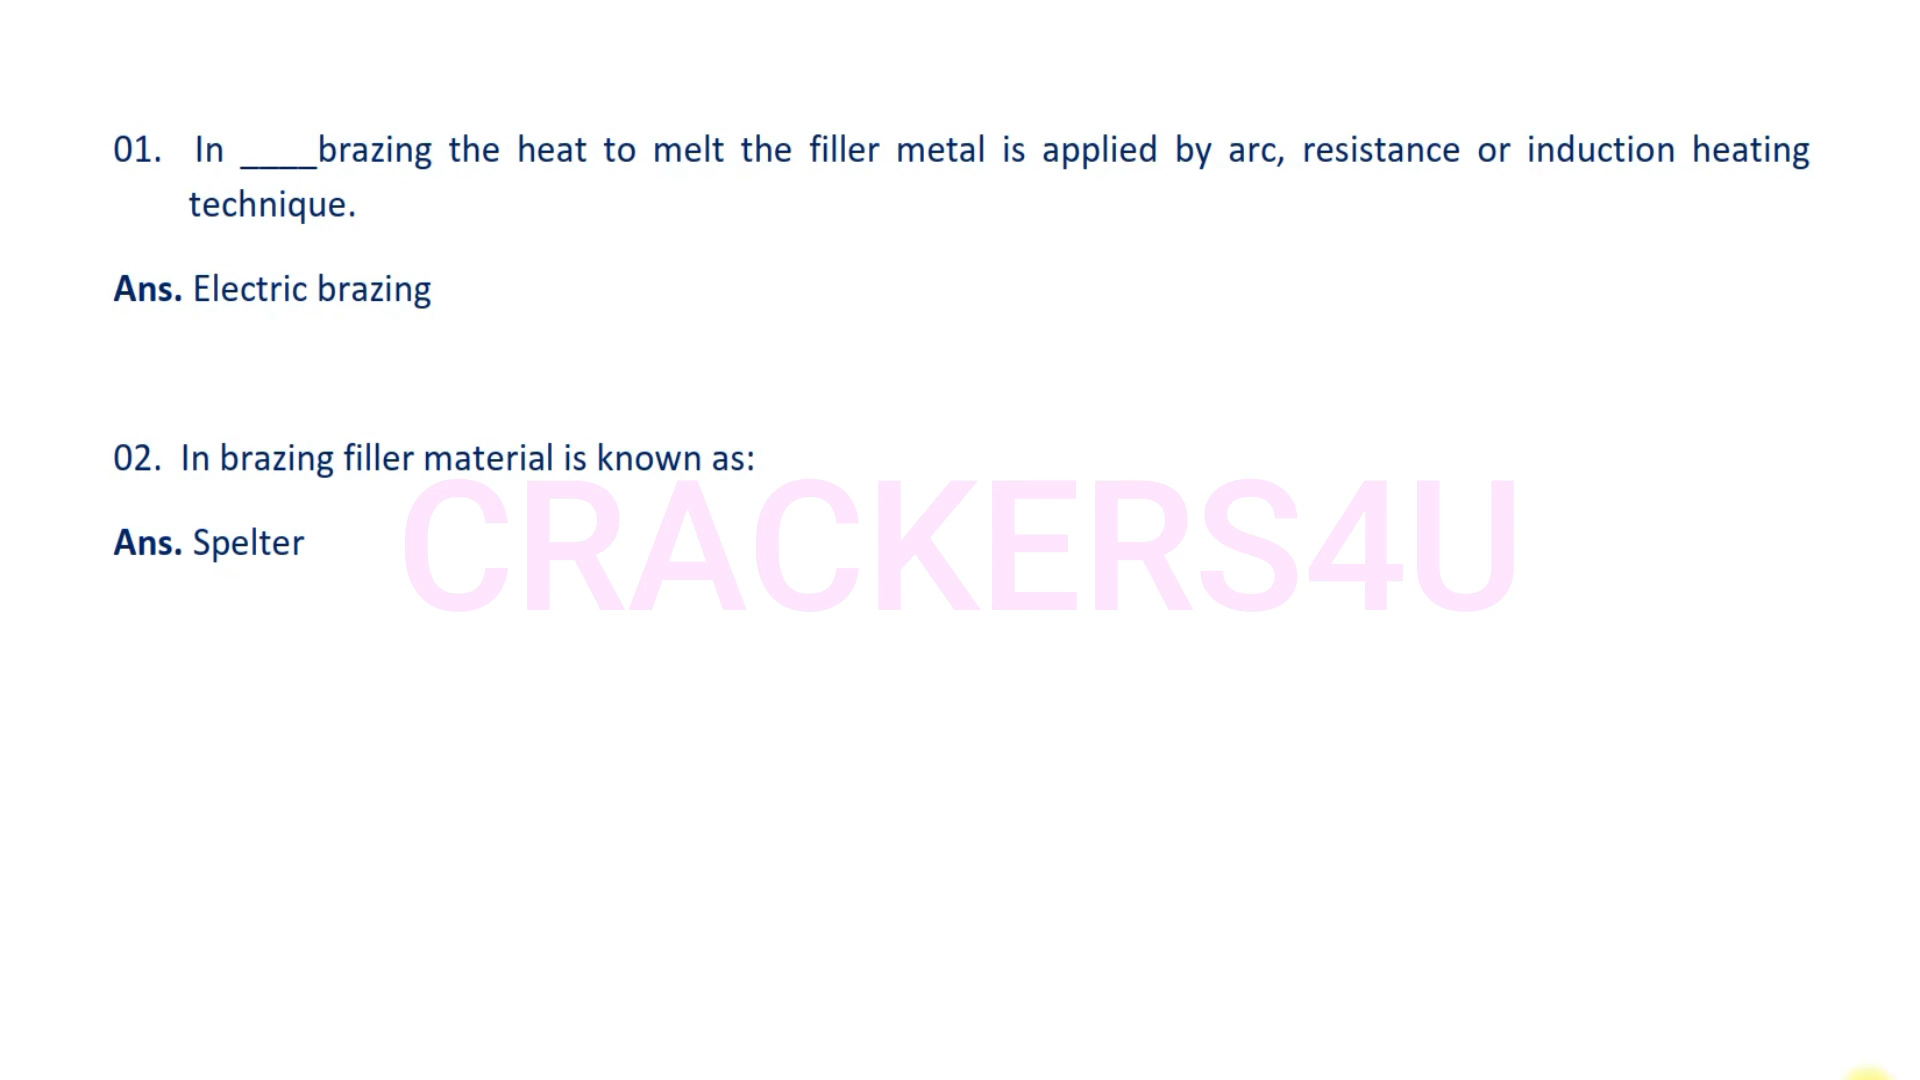 01. In ____brazing the heat to melt the filler metal is applied by arc, resistance or induction heating
technique.
Ans. Electric brazing
02. In brazing filler material is known as:
CRACKERS4U
Ans. Spelter